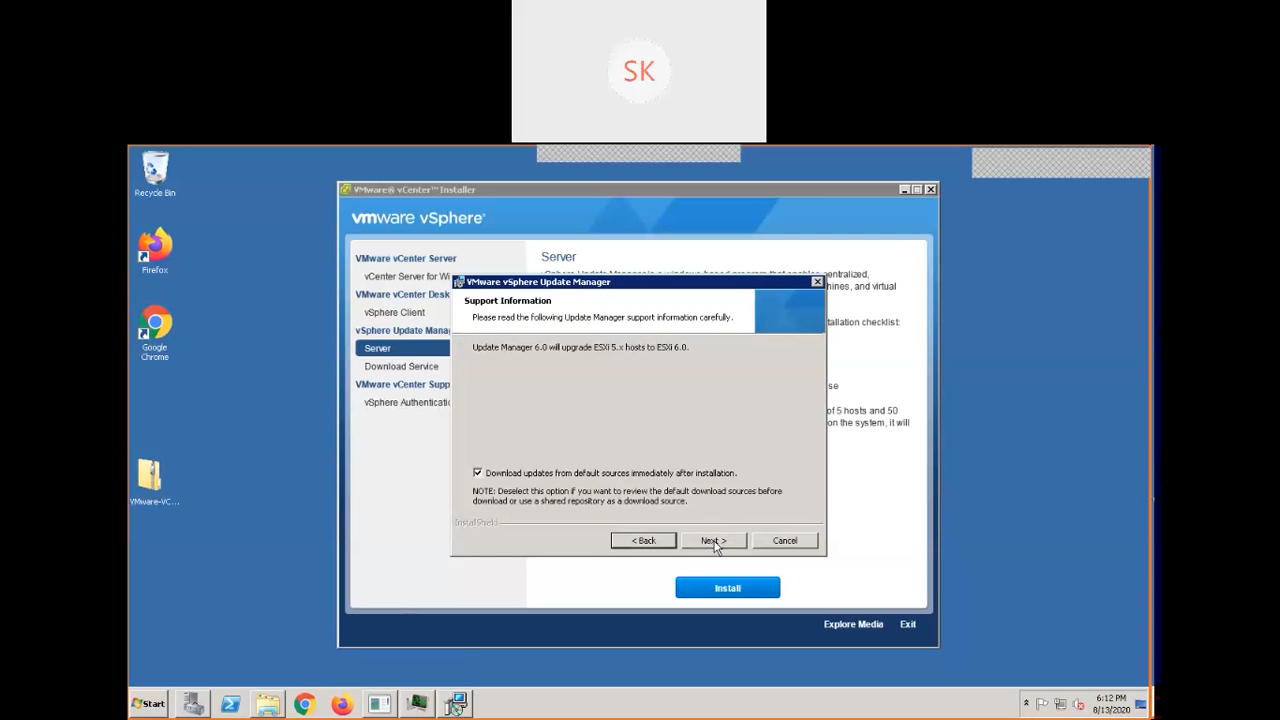 SK
Recycle Bin
Firefox
Google
Chrome
VMware-VC...
VMware® vCenter™ Installer
vmware vSphere®
VMware vCenter Server
vCenter Server for Wi
VMware vCenter Desk
vSphere Client
vSphere Update Mana
Server
Download Service
VMware vCenter Supp
vSphere Authenticatio
Server
entralized,
hines, and virtual
tallation checklist:
se
of 5 hosts and 50
on the system, it will
VMware vSphere Update Manager
Support Information
Please read the following Update Manager support information carefully.
Update Manager 6.0 will upgrade ESXi 5.x hosts to ESXi 6.0.
Download updates from default sources immediately after installation.
NOTE: Deselect this option if you want to review the default download sources before
download or use a shared repository as a download source.
InstallShield
< Back
Next >
Cancel
Install
Explore Media
Exit
Start
6:12 PM
8/13/2020